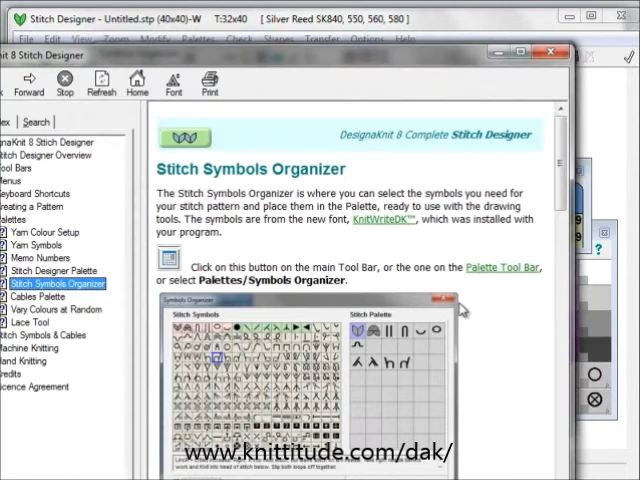 Stitch Designer - Untitled.stp (40x40)-W T:32x40 [ Silver Reed SK840, 550, 560, 580 ]
File Edit View Zoom Modify Palettes Check Shapes Transfer Options Help
nit 8 Stitch Designer
Forward Stop Refresh Home Font Print
ex Search
ignaKnit 8 Stitch Designer
titch Designer Overview
ool Bars
enus
eyboard Shortcuts
reating a Pattern
alettes
Yarn Colour Setup
Yarn Symbols
Memo Numbers
Stitch Designer Palette
Stitch Symbols Organizer
Cables Palette
Vary Colours at Random
Lace Tool
titch Symbols & Cables
achine Knitting
and Knitting
redits
icence Agreement
DesignaKnit 8 Complete Stitch Designer
Stitch Symbols Organizer
The Stitch Symbols Organizer is where you can select the symbols you need for
your stitch pattern and place them in the Palette, ready to use with the drawing
tools. The symbols are from the new font, KnitWriteDK™, which was installed with
your program.
Click on this button on the main Tool Bar, or the one on the Palette Tool Bar,
or select Palettes/Symbols Organizer.
Symbols Organizer
Stitch Symbols Stitch Palette
www.knittitude.com/dak/